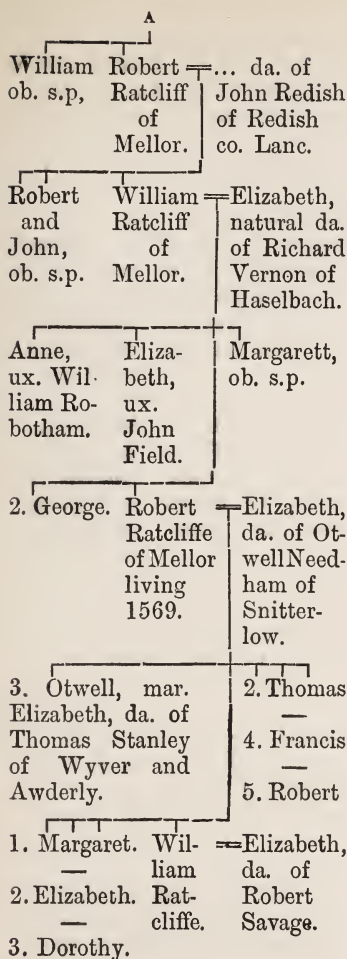 A
William Robert =... da. of
ob. s.p, Ratcliff John Redish
of of Redish
Mellor. co. Lanc.
Robert William =Elizabeth,
and Ratcliff natural da.
John, of of Richard
ob. s.p. Mellor. Vernon of
Haselbach.
Anne, Eliza- Margarett,
ux. Wil- beth, ob. s.p.
liam Ro- ux.
botham. John
Field.
2. George. Robert =Elizabeth,
Ratcliffe da. of Ot-
of Mellor well Need-
living ham of
1569. Snitter-
low.
3. Otwell, mar. 2. Thomas
Elizabeth, da. of —
Thomas Stanley 4. Francis
of Wyver and —
Awderly. 5. Robert
1. Margaret. Wil- =Elizabeth,
— liam da. of
2. Elizabeth. Rat- Robert
— cliffe. Savage.
3. Dorothy.